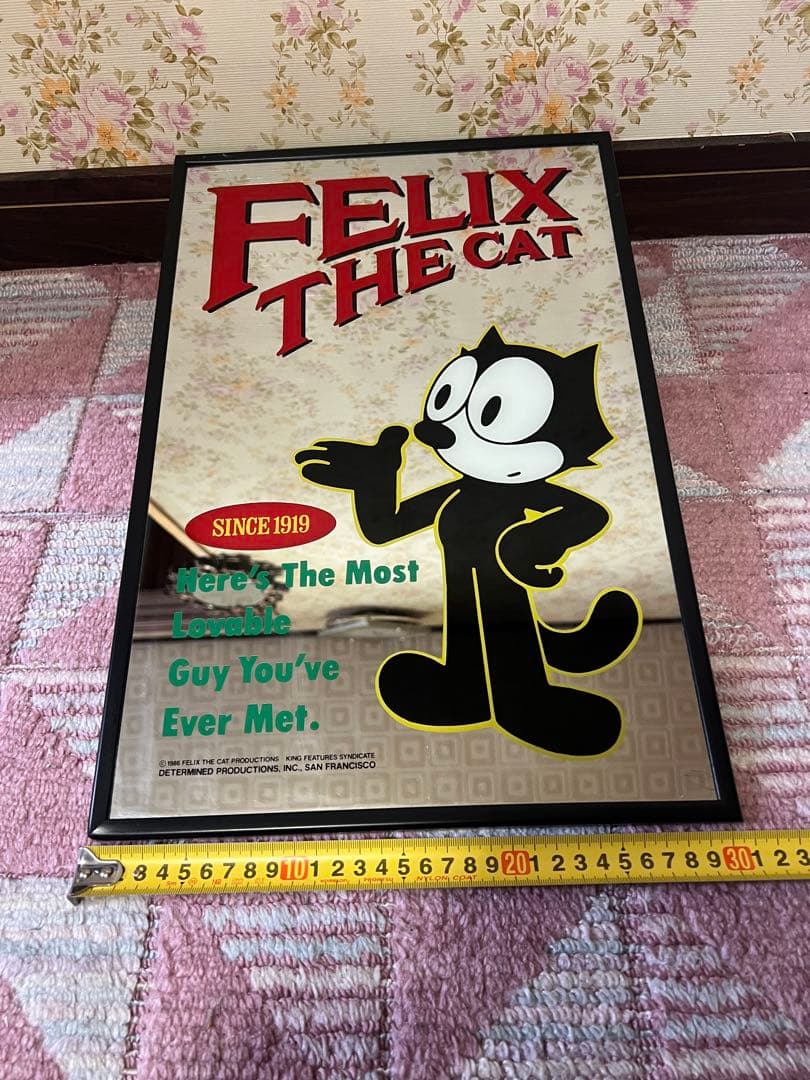 FELIX
THE CAT
SINCE 1919
Here's The Most
Lovable
Guy You've
Ever Met.
©1986 FELIX THE CAT PRODUCTIONS KING FEATURES SYNDICATE
DETERMINED PRODUCTIONS, INC., SAN FRANCISCO
3 4 5 6 7 8 9 10 1 2 3 4 5 6 7 8 9 20 1 2 3 4 5 6 7 8 9 30 1 2 3
NYLON COAT